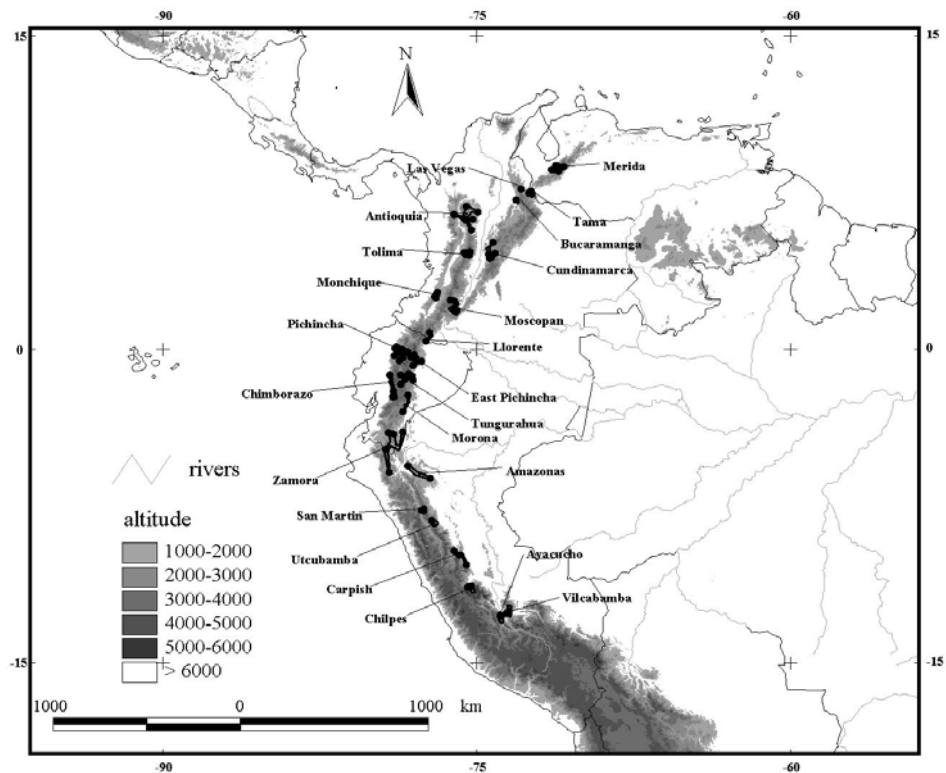 -90 -75 -60
15 15
N
Las Vegas
Merida
Antioquia
Tama
Bucaramanga
Tolima
Cundinamarca
Monchique
Moscopan
Pichincha
Llorente
0 0
Chimborazo
East Pichincha
Tungurahua
Morona
rivers
Zamora
Amazonas
San Martin
altitude
1000-2000
Utcubamba
Ayacucho
2000-3000
Carpish
Vilcabamba
3000-4000
Chilpes
4000-5000
5000-6000
> 6000
-15 -15
1000 0 1000 km
-90 -75 -60